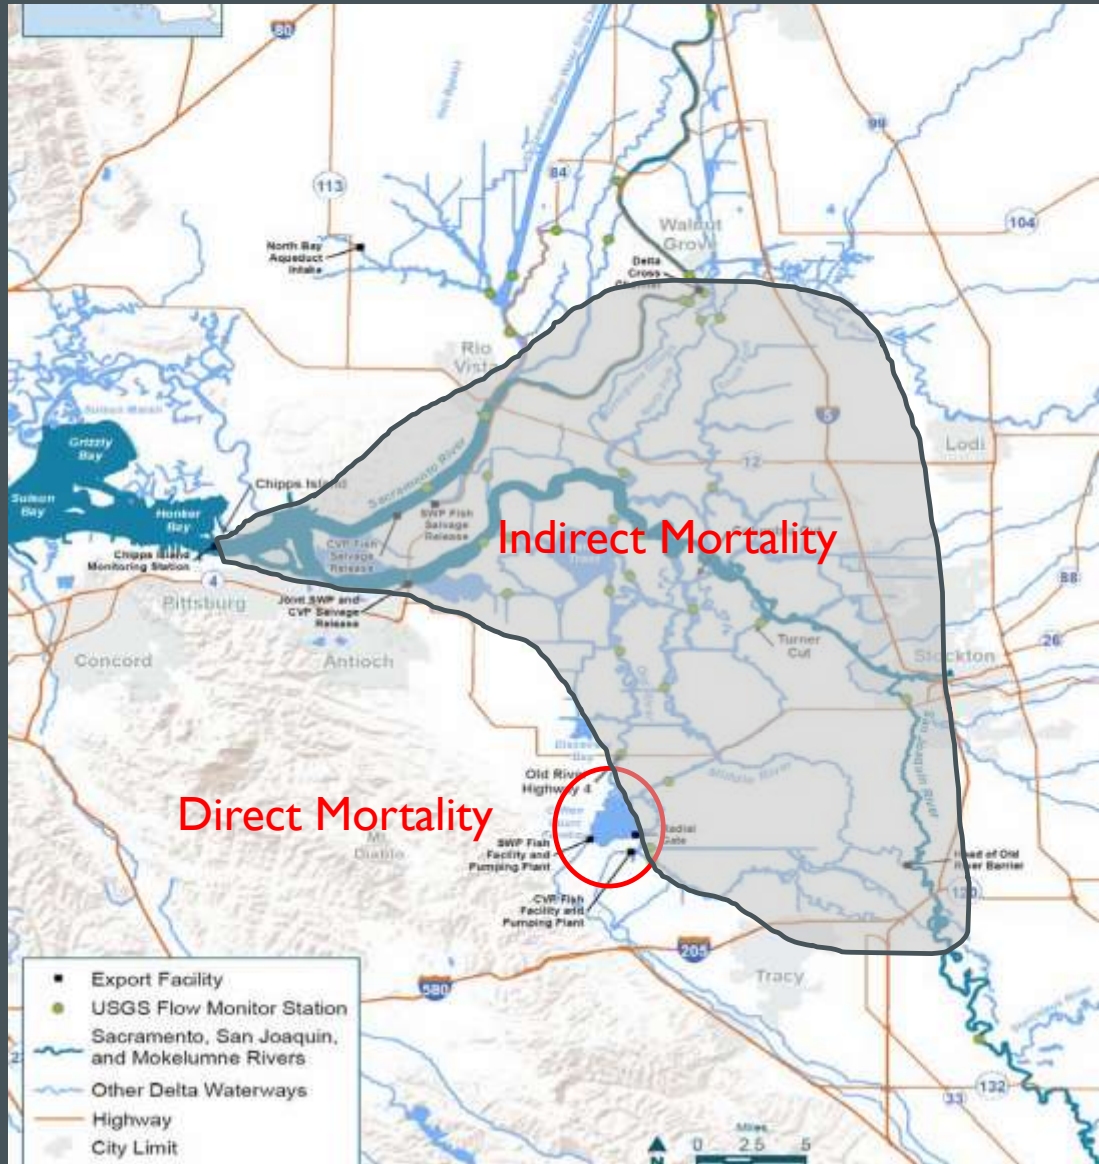 80
99
84
113
104
Walnut
Grove
North Bay
Aqueduct
Intake
Delta
Cross
Rio
Vista
5
Lodi
Suisun Marsh
Grizzly
Bay
12
Sacramento River
Chipps Island
Suisun
Bay
Honker
Bay
SWP Fish
Salvage
Release
Indirect Mortality
CVP Fish
Salvage
Release
Chipps Island
Monitoring Station
4
88
Pittsburg
Joint SWP and
CVP Salvage
Release
26
Turner
Cut
Concord
Antioch
Stockton
San Joaquin River
Old River
Highway 4
Middle River
Direct Mortality
Radial
Gate
SWP Fish
Facility and
Pumping Plant
Mt
Diablo
Head of Old
River Barrier
120
CVP Fish
Facility and
Pumping Plant
205
Tracy
580
Export Facility
USGS Flow Monitor Station
Sacramento, San Joaquin,
and Mokelumne Rivers
Other Delta Waterways
132
33
Highway
City Limit
Miles
N
0 2.5 5